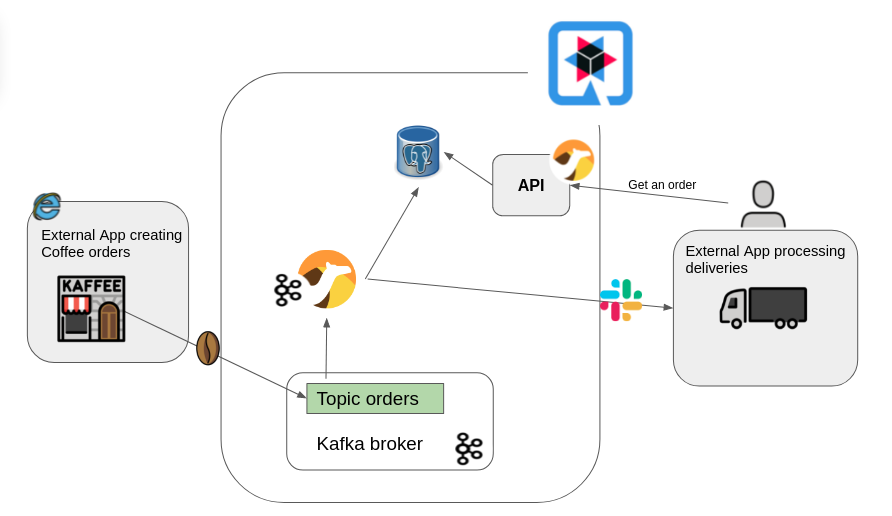 API
Get an order
External App creating
Coffee orders
KAFFEE
External App processing
deliveries
Topic orders
Kafka broker